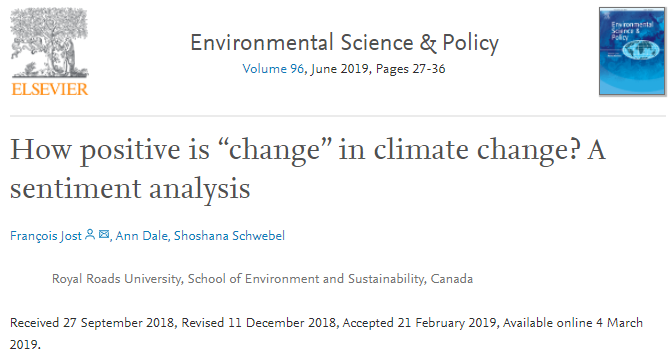 ELSEVIER
Environmental Science & Policy
Volume 96, June 2019, Pages 27-36
Environmental
Science &
Policy
How positive is “change” in climate change? A
sentiment analysis
François Jost, Ann Dale, Shoshana Schwebel
Royal Roads University, School of Environment and Sustainability, Canada
Received 27 September 2018, Revised 11 December 2018, Accepted 21 February 2019, Available online 4 March
2019.